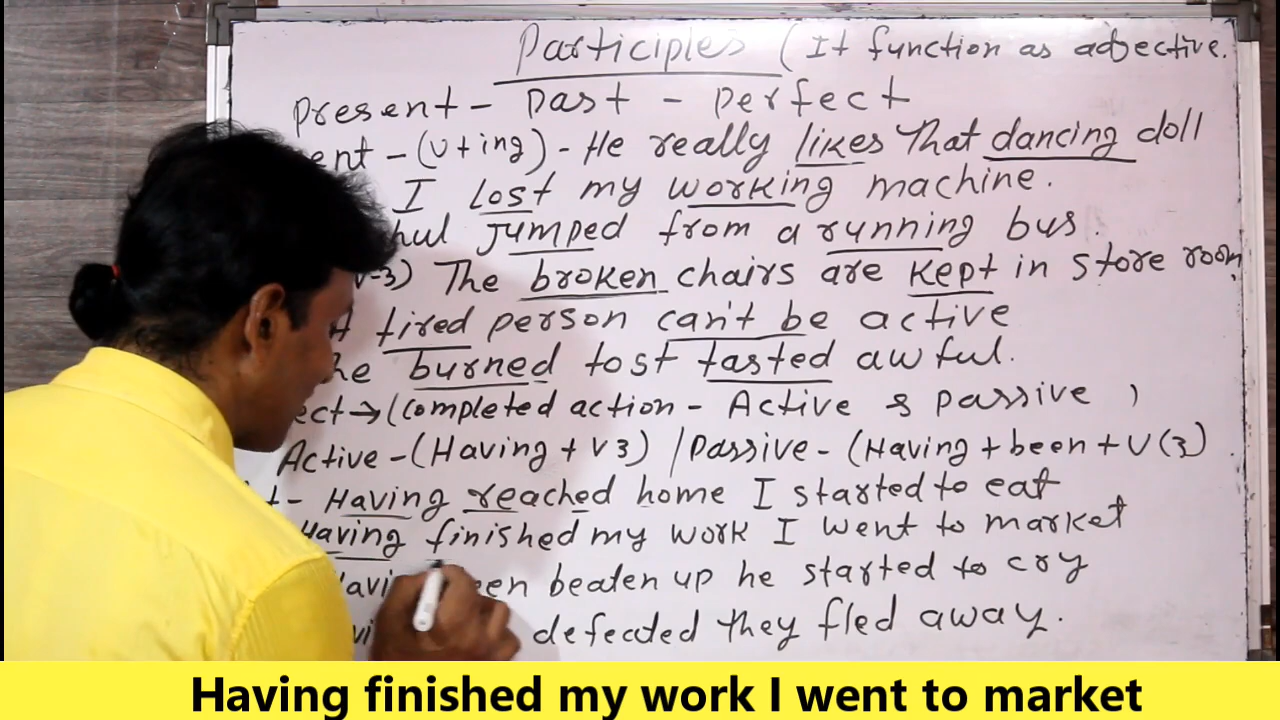 Participles (It function as adjective.
Present - Past - Perfect
ent - (V+ing) - He really likes That dancing doll
I lost my working machine.
hul jumped from a running bus.
V-3) The broken chairs are kept in store room,
tired person can't be active
he burned tost tasted awful.
ect → (Completed action - Active & passive )
Active - (Having + V3) / Passive - (Having + been + V(3)
t - Having reached home I started to eat
Having finished my work I went to market
Havi een beaten up he started to cry
vi defeated they fled away.
Having finished my work I went to market